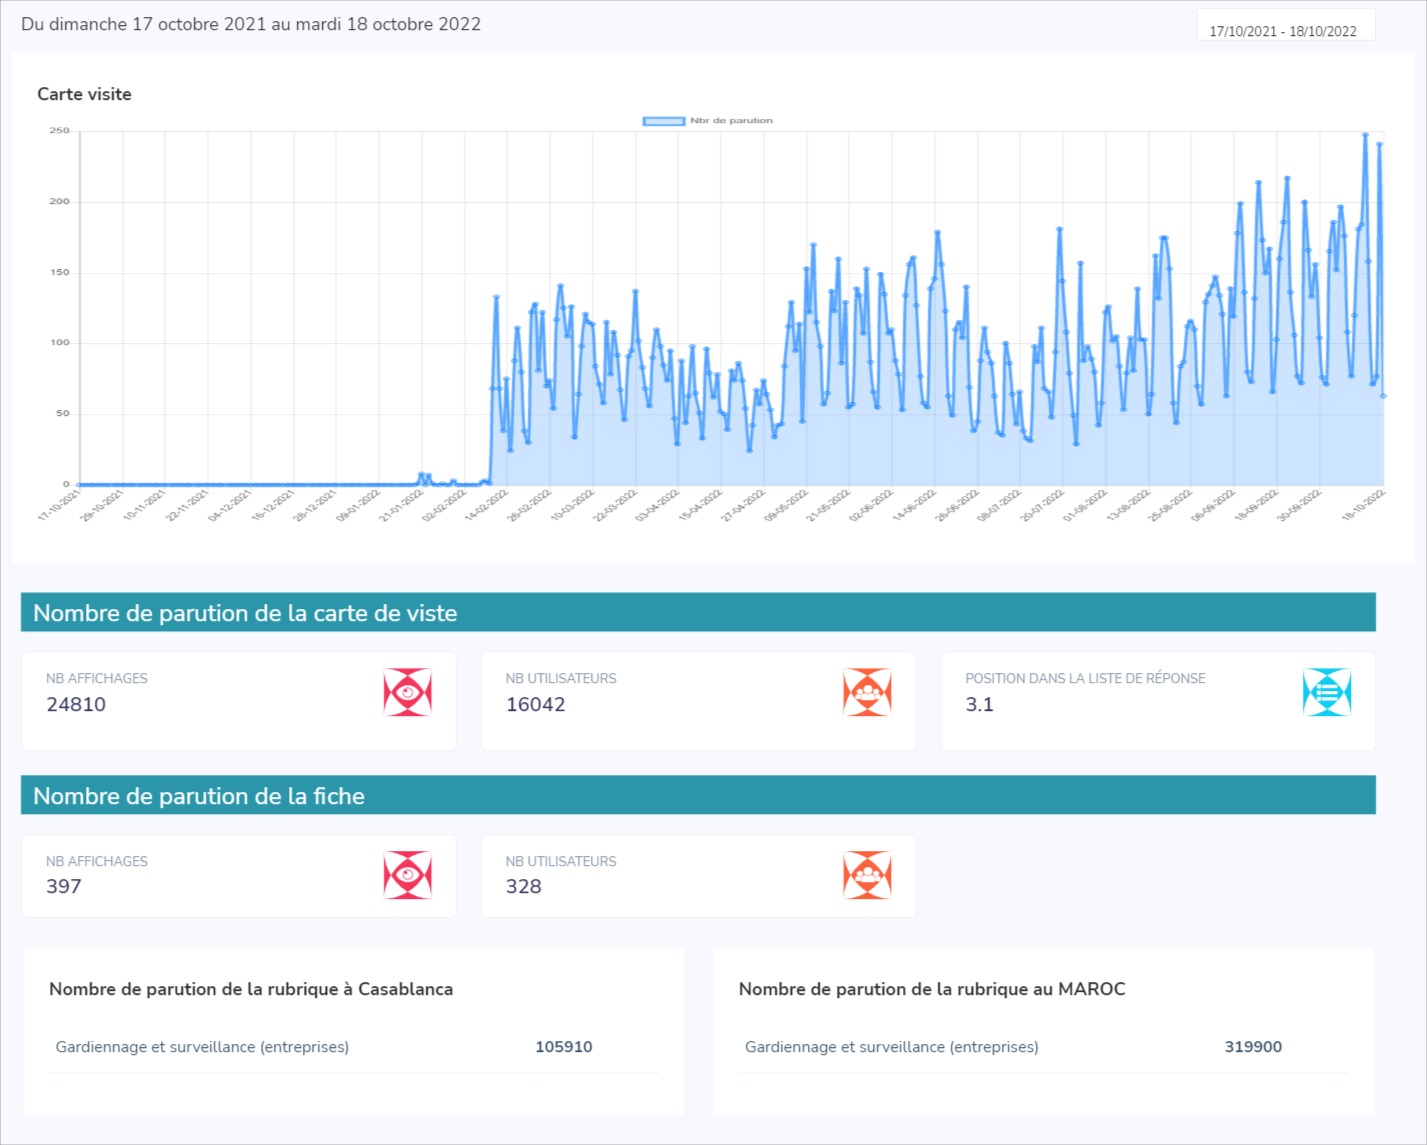 Du dimanche 17 octobre 2021 au mardi 18 octobre 2022
17/10/2021 - 18/10/2022
Carte visite
Nbr de parution
250
200
150
100
50
0
17-10-2021
29-10-2021
10-11-2021
22-11-2021
04-12-2021
16-12-2021
28-12-2021
09-01-2022
21-01-2022
02-02-2022
14-02-2022
26-02-2022
10-03-2022
22-03-2022
03-04-2022
15-04-2022
27-04-2022
09-05-2022
21-05-2022
02-06-2022
14-06-2022
26-06-2022
08-07-2022
20-07-2022
01-08-2022
13-08-2022
25-08-2022
06-09-2022
18-09-2022
30-09-2022
18-10-2022
Nombre de parution de la carte de viste
NB AFFICHAGES
24810
NB UTILISATEURS
16042
POSITION DANS LA LISTE DE RÉPONSE
3.1
Nombre de parution de la fiche
NB AFFICHAGES
397
NB UTILISATEURS
328
Nombre de parution de la rubrique à Casablanca
Gardiennage et surveillance (entreprises) 105910
Nombre de parution de la rubrique au MAROC
Gardiennage et surveillance (entreprises) 319900